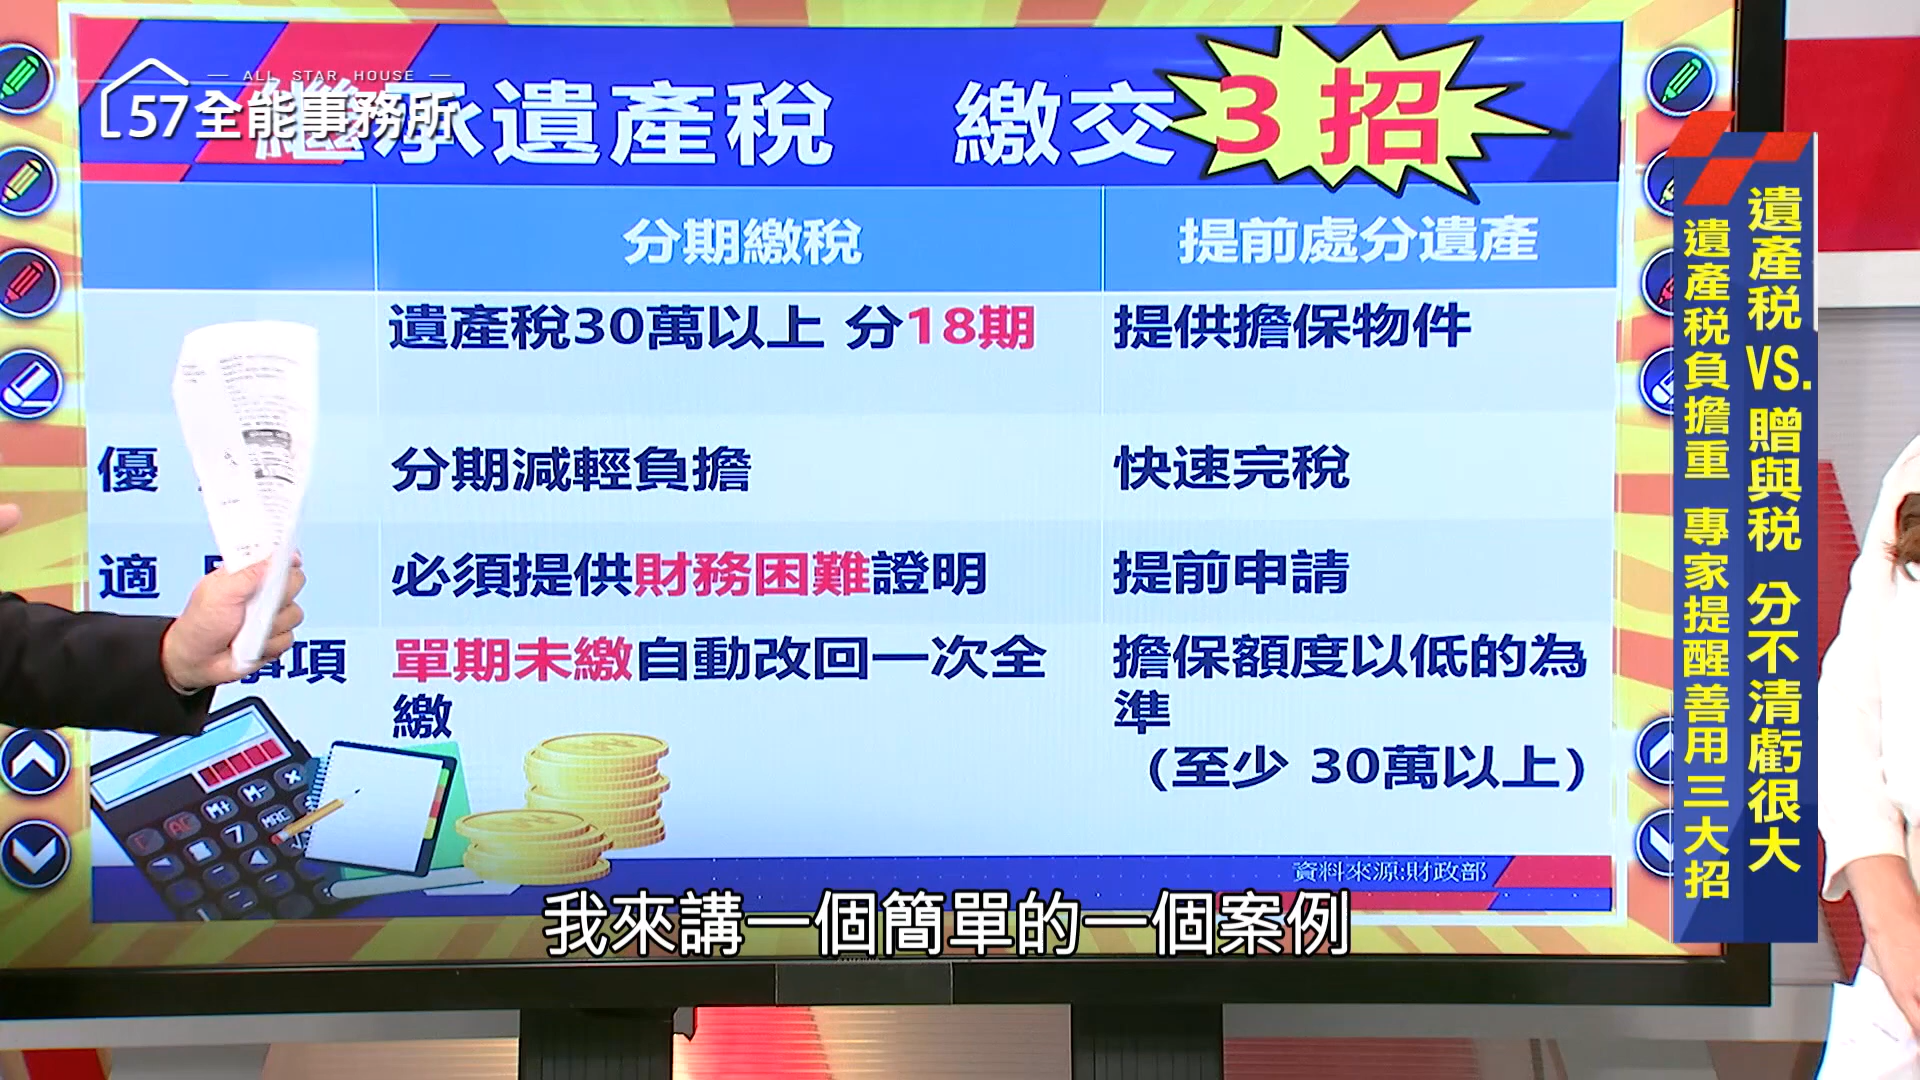 ALL STAR HOUSE
57全能事務所
繼承遺產稅 繳交3招
分期繳稅 提前處分遺產
遺產稅30萬以上 分18期 提供擔保物件
優 分期減輕負擔 快速完稅
適 必須提供財務困難證明 提前申請
事項 單期未繳自動改回一次全 擔保額度以低的為
繳 準
(至少 30萬以上)
資料來源:財政部
遺產稅VS.贈與稅 分不清虧很大
遺產稅負擔重 專家提醒善用三大招
我來講一個簡單的一個案例